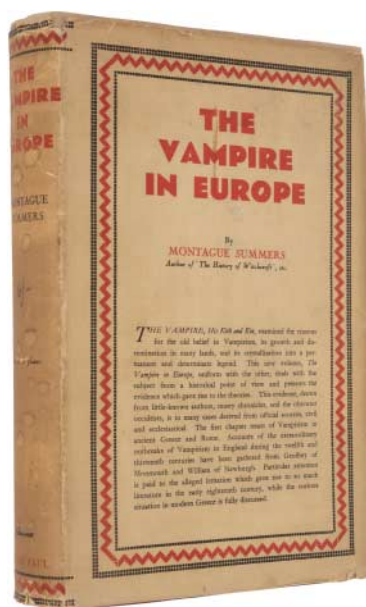 THE
VAMPIRE
IN
EUROPE
MONTAGUE
SUMMERS
PAUL
THE
VAMPIRE
IN EUROPE
By
MONTAGUE SUMMERS
Author of "The History of Witchcraft", etc.
THE VAMPIRE, His Kith and Kin, examined the reasons
for the old belief in Vampirism, its growth and
in many lands, and its crystallization into a per-
manent and determinate legend. This new volume, The
Vampire in Europe, uniform with the other, deals with the
subject from a historical point of view and presents the
evidence which gave rise to the theories. This evidence, drawn
from little-known authors, musty chronicles, and the obscurer
occultists, is in many cases derived from official sources, civil
and ecclesiastical. The first chapter treats of Vampirism in
ancient Greece and Rome. Accounts of the extraordinary
outbreaks of Vampirism in England during the twelfth and
thirteenth centuries have been gathered from Geoffrey of
Monmouth and William of Newburgh. Particular attention
is paid to the alleged which gave rise to so much
literature in the early eighteenth century, while the curious
situation in modern Greece is fully discussed.